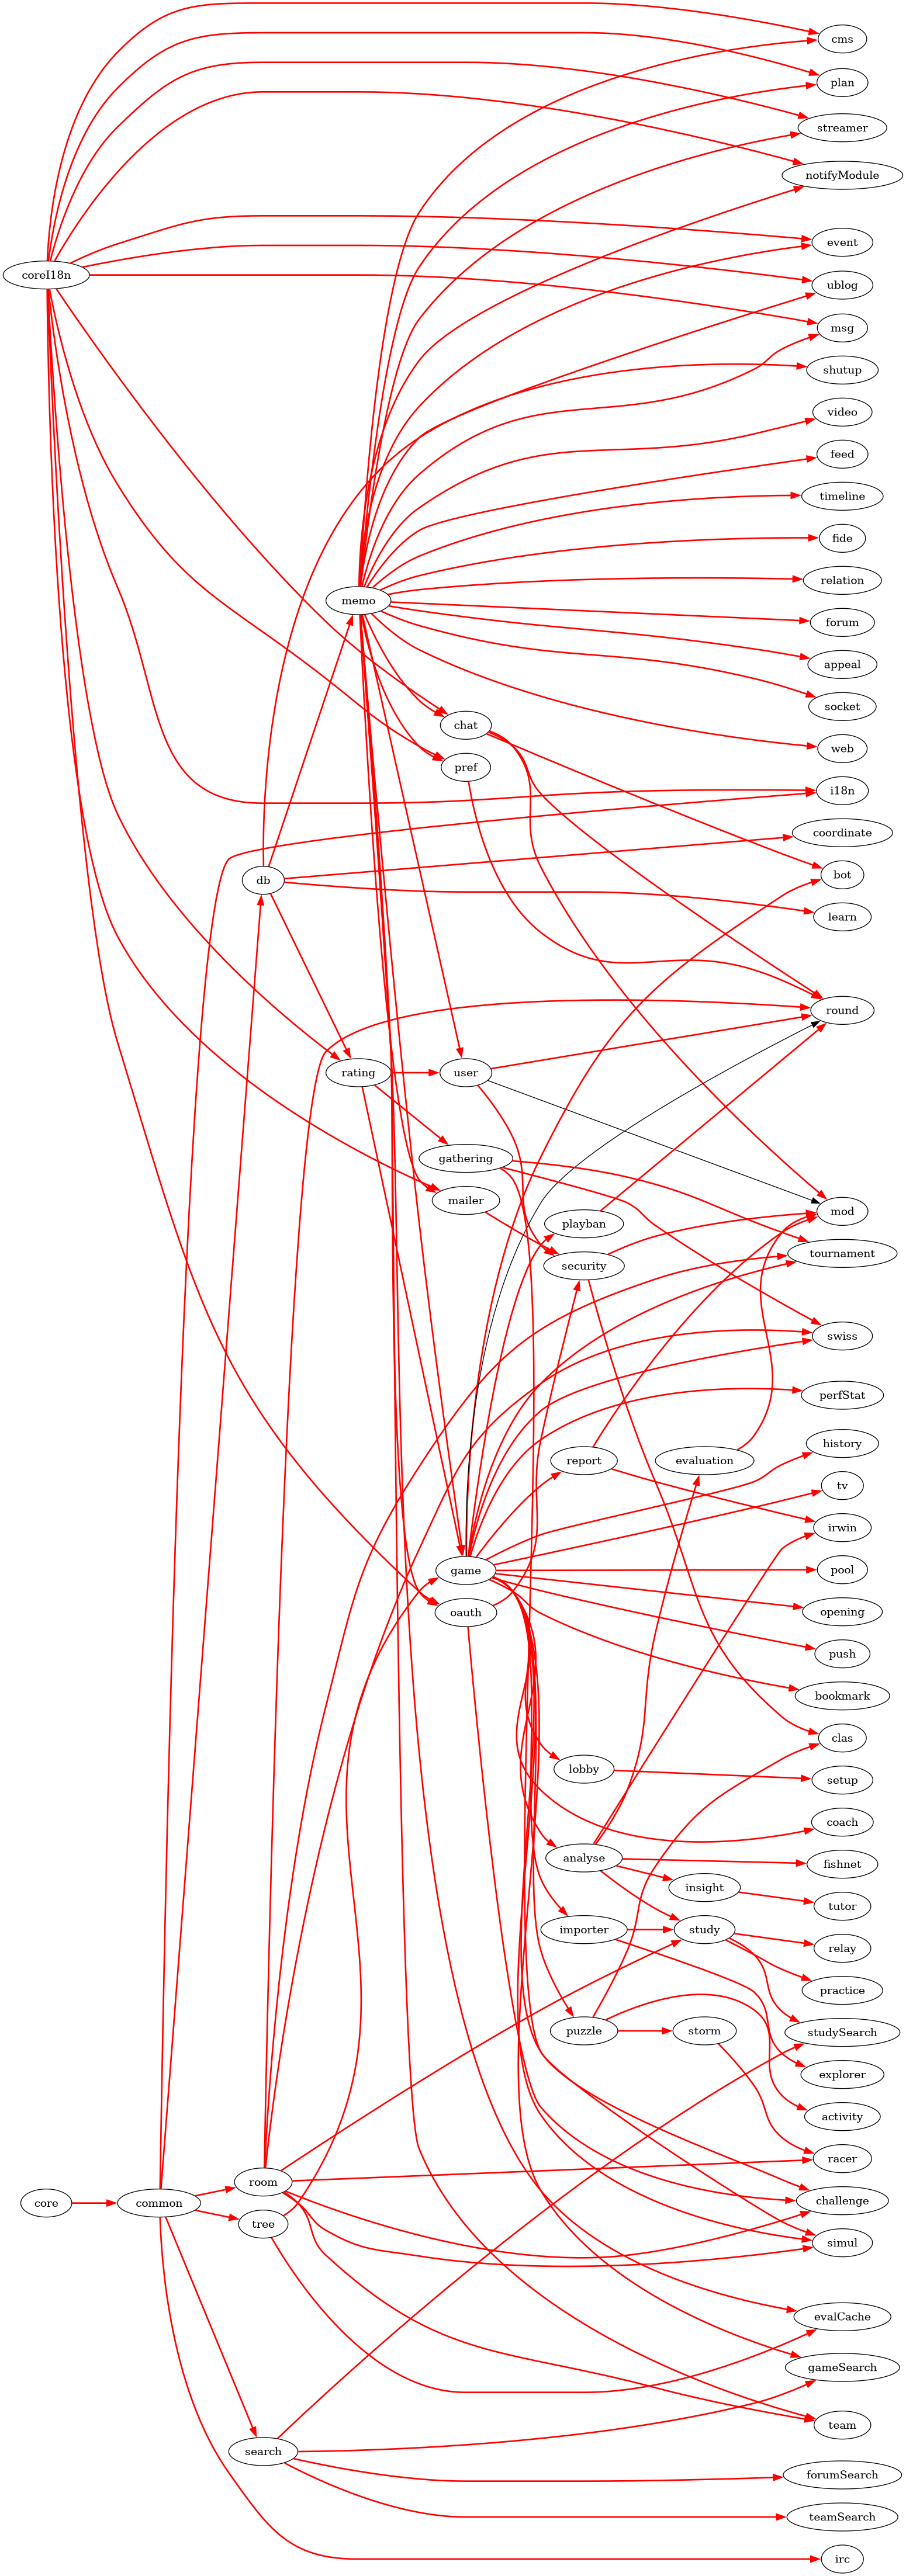 cms
plan
streamer
notifyModule
event
coreI18n
ublog
msg
shutup
video
feed
timeline
fide
relation
memo
forum
appeal
socket
chat
web
pref
i18n
coordinate
bot
db
learn
round
rating
user
gathering
mailer
mod
playban
tournament
security
swiss
perfStat
history
report
evaluation
tv
irwin
game
pool
oauth
opening
push
bookmark
clas
lobby
setup
coach
analyse
fishnet
insight
tutor
importer
study
relay
practice
puzzle
storm
studySearch
explorer
activity
racer
room
core
common
challenge
tree
simul
evalCache
gameSearch
team
search
forumSearch
teamSearch
irc